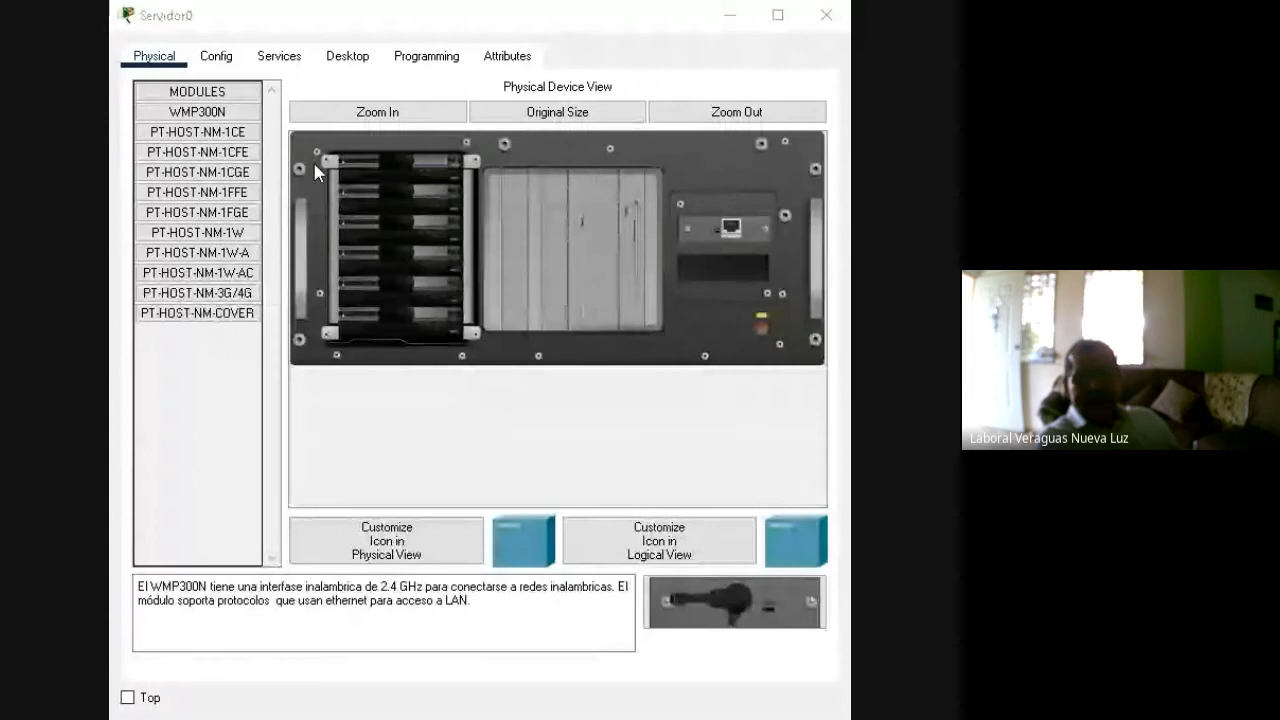 Servidor0
Physical Config Services Desktop Programming Attributes
MODULES
WMP300N
PT-HOST-NM-1CE
PT-HOST-NM-1CFE
PT-HOST-NM-1CGE
PT-HOST-NM-1FFE
PT-HOST-NM-1FGE
PT-HOST-NM-1W
PT-HOST-NM-1W-A
PT-HOST-NM-1W-AC
PT-HOST-NM-3G/4G
PT-HOST-NM-COVER
Physical Device View
Zoom In Original Size Zoom Out
Customize
Icon in
Physical View
Customize
Icon in
Logical View
El WMP300N tiene una interfase inalambrica de 2.4 GHz para conectarse a redes inalambricas. El
módulo soporta protocolos que usan ethernet para acceso a LAN.
Top
Laboral Veraguas Nueva Luz